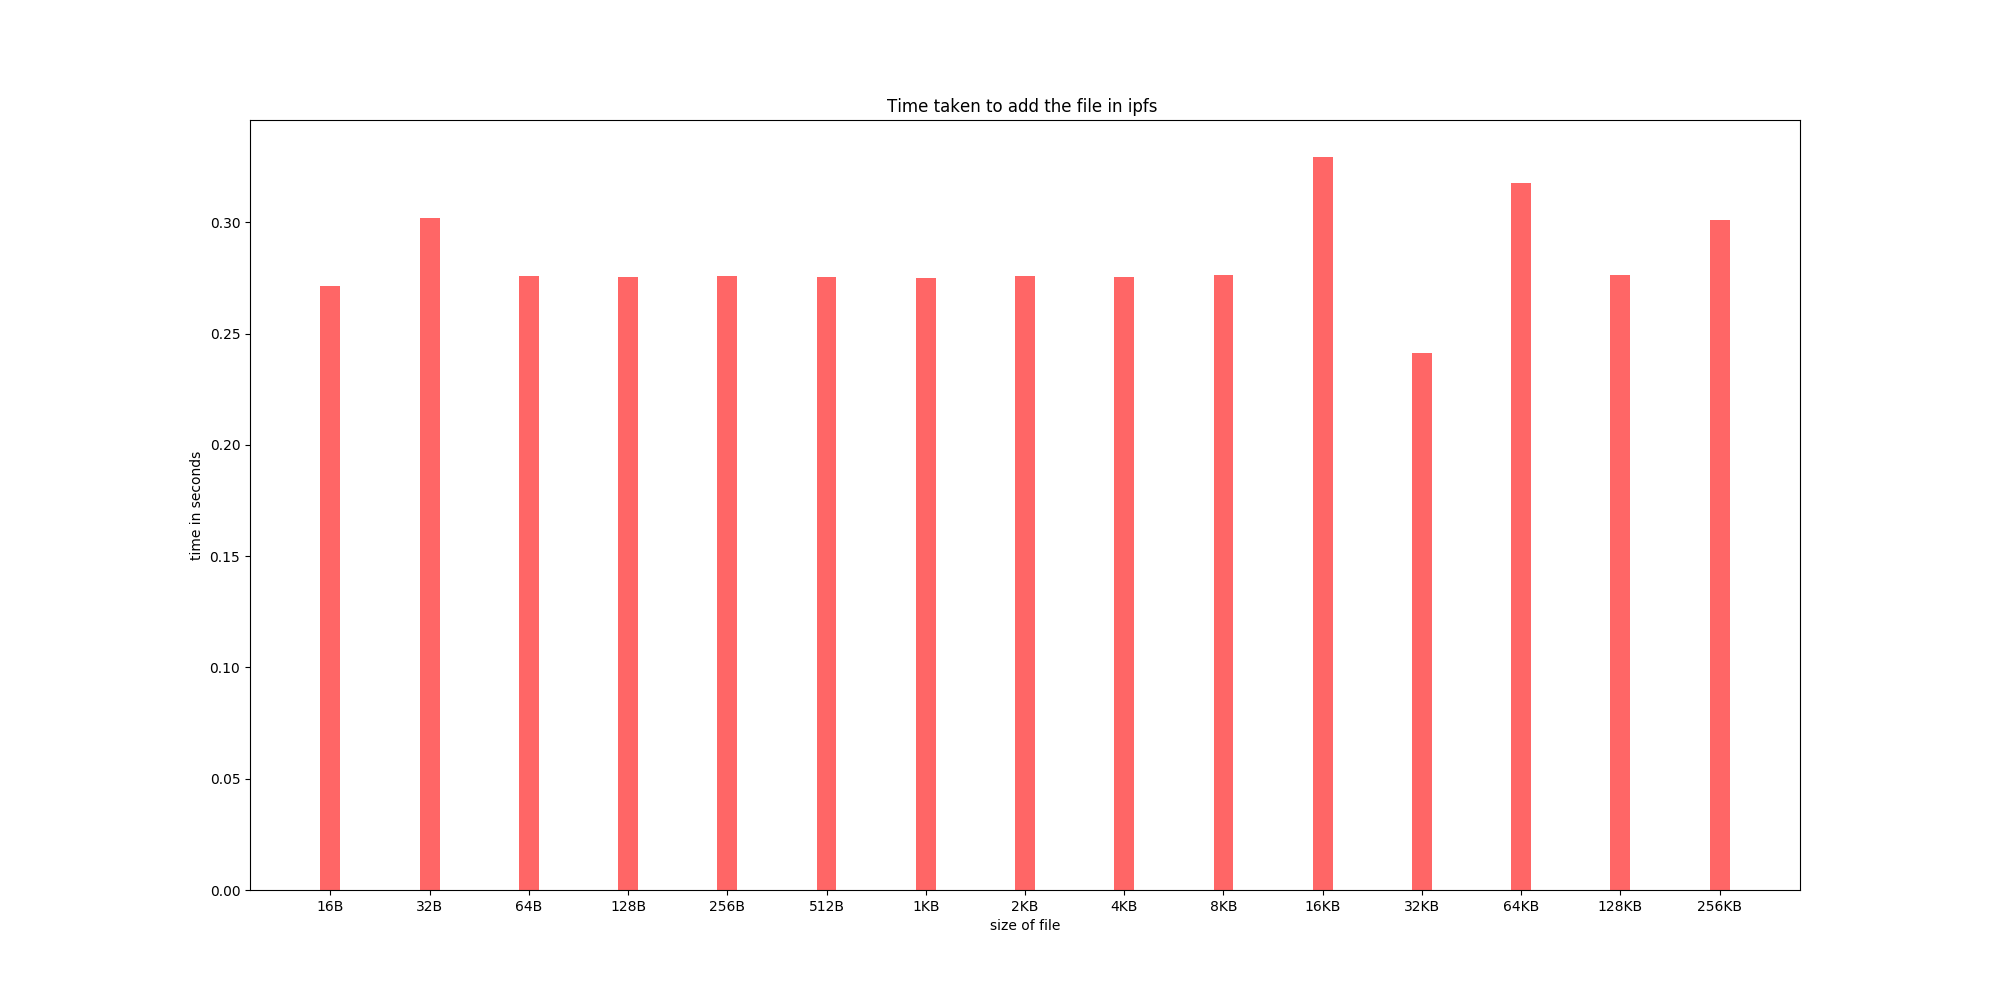 Time taken to add the file in ipfs
time in seconds
0.30
0.25
0.20
0.15
0.10
0.05
0.00
16B 32B 64B 128B 256B 512B 1KB 2KB 4KB 8KB 16KB 32KB 64KB 128KB 256KB
size of file